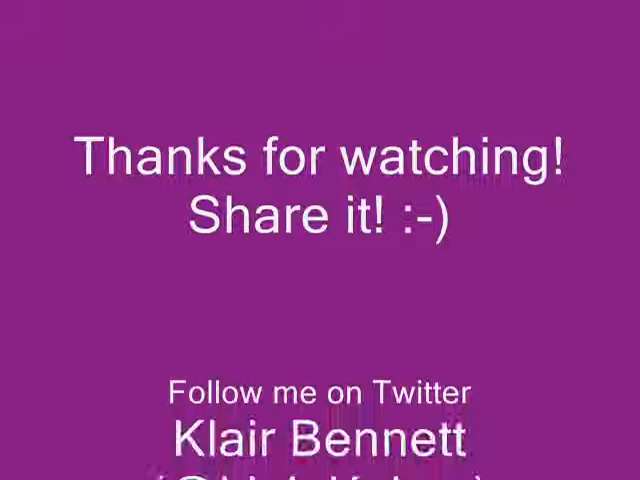 Thanks for watching!
Share it! :-)
Follow me on Twitter
Klair Bennett